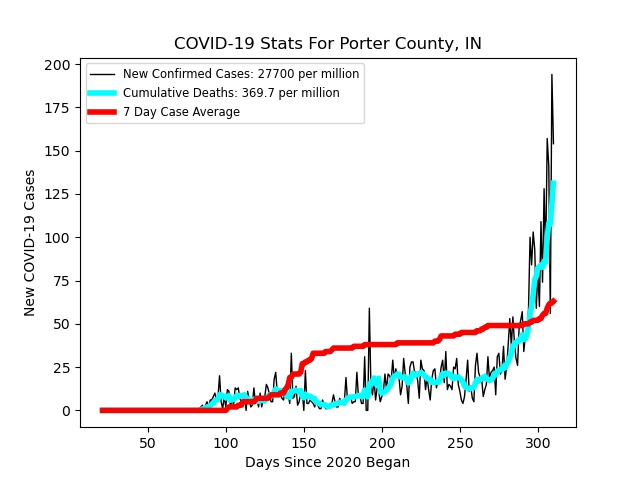 COVID-19 Stats For Porter County, IN
New Confirmed Cases: 27700 per million
Cumulative Deaths: 369.7 per million
7 Day Case Average
New COVID-19 Cases
200
175
150
125
100
75
50
25
0
50 100 150 200 250 300
Days Since 2020 Began